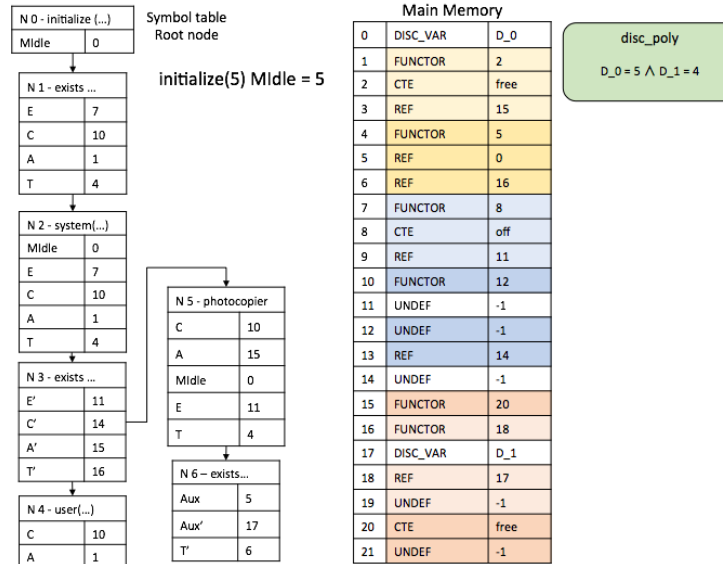 N 0 - initialize (...)
MIdle 0
Symbol table
Root node
initialize(5) MIdle = 5
N 1 - exists ...
E 7
C 10
A 1
T 4
N 2 - system(...)
MIdle 0
E 7
C 10
A 1
T 4
N 3 - exists ...
E’ 11
C’ 14
A’ 15
T’ 16
N 4 - user(...)
C 10
A 1
N 5 - photocopier
C 10
A 15
MIdle 0
E 11
T 4
N 6 – exists...
Aux 5
Aux’ 17
T’ 6
Main Memory
0 DISC_VAR D_0
1 FUNCTOR 2
2 CTE free
3 REF 15
4 FUNCTOR 5
5 REF 0
6 REF 16
7 FUNCTOR 8
8 CTE off
9 REF 11
10 FUNCTOR 12
11 UNDEF -1
12 UNDEF -1
13 REF 14
14 UNDEF -1
15 FUNCTOR 20
16 FUNCTOR 18
17 DISC_VAR D_1
18 REF 17
19 UNDEF -1
20 CTE free
21 UNDEF -1
disc_poly
D_0 = 5 ∧ D_1 = 4